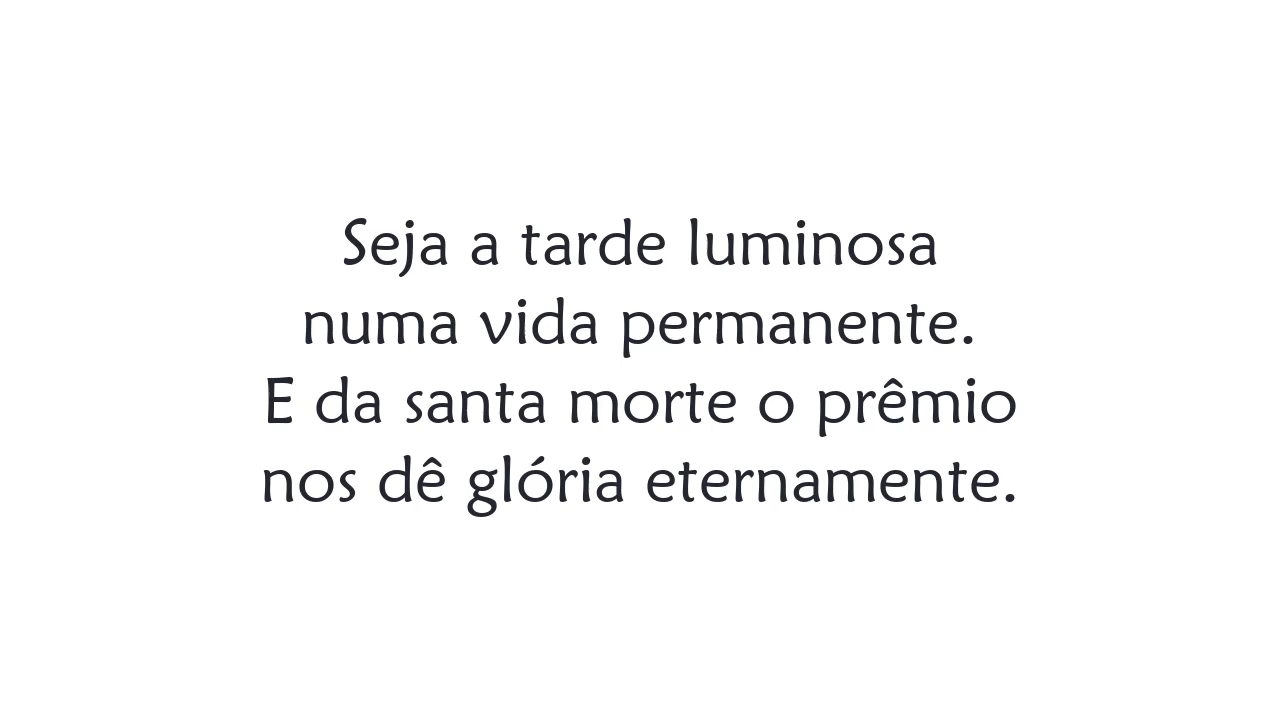 Seja a tarde luminosa
numa vida permanente.
E da santa morte o prêmio
nos dê glória eternamente.